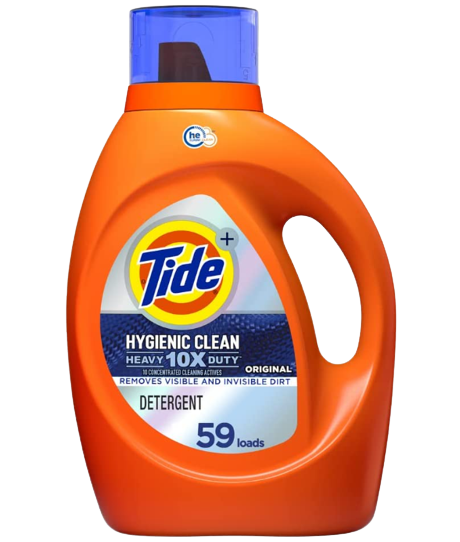 he
Tide
+
HYGIENIC CLEAN
HEAVY 10X DUTY
10 CONCENTRATED CLEANING ACTIVES
ORIGINAL
REMOVES VISIBLE AND INVISIBLE DIRT
DETERGENT
59 loads